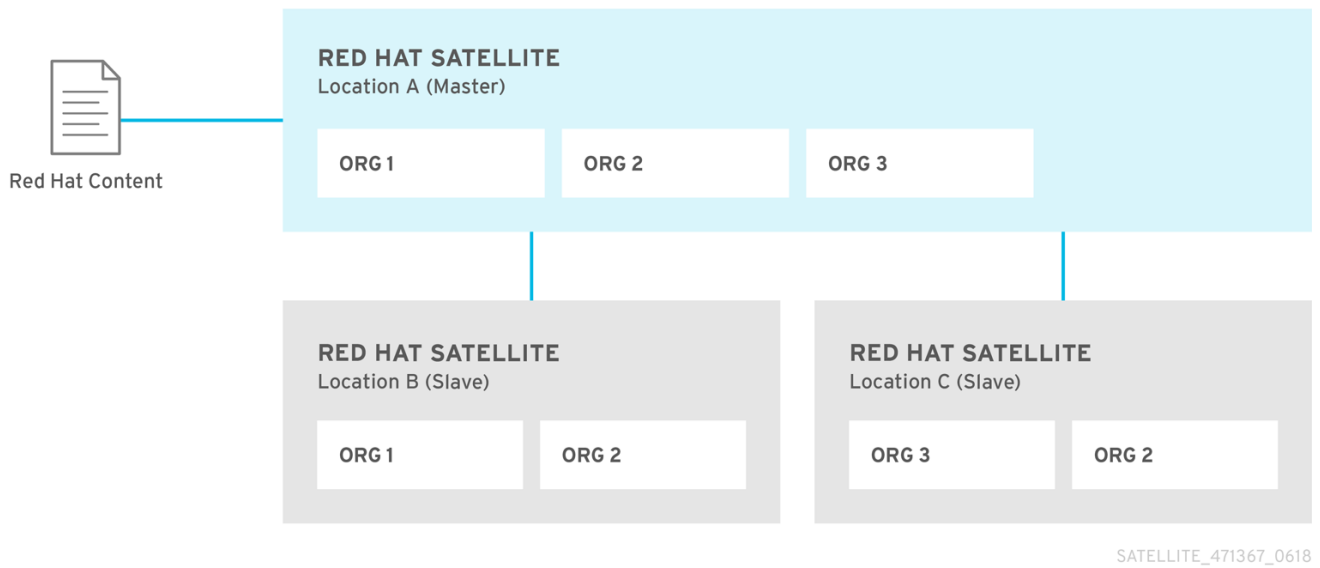 RED HAT SATELLITE
Location A (Master)
Red Hat Content
ORG 1
ORG 2
ORG 3
RED HAT SATELLITE
Location B (Slave)
ORG 1
ORG 2
RED HAT SATELLITE
Location C (Slave)
ORG 3
ORG 2
SATELLITE_471367_0618